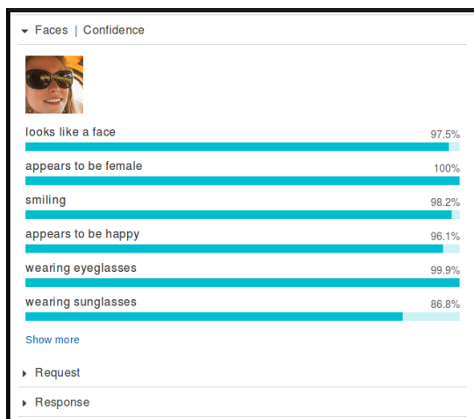 Faces | Confidence
looks like a face 97.5%
appears to be female 100%
smiling 98.2%
appears to be happy 96.1%
wearing eyeglasses 99.9%
wearing sunglasses 86.8%
Show more
Request
Response